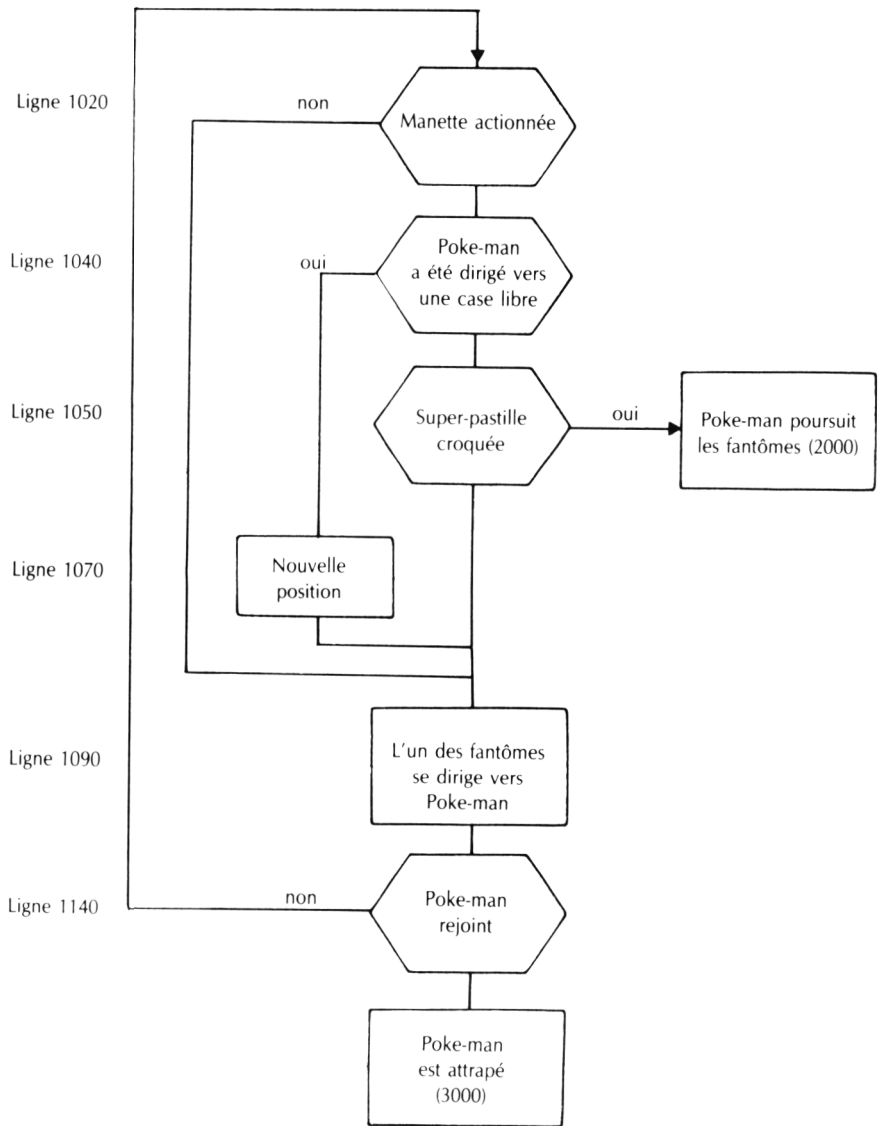 Ligne 1020
non
Manette actionnée
Ligne 1040
oui
Poke-man
a été dirigé vers
une case libre
Ligne 1050
Super-pastille
croquée
oui
Poke-man poursuit
les fantômes (2000)
Ligne 1070
Nouvelle
position
Ligne 1090
L'un des fantômes
se dirige vers
Poke-man
Ligne 1140
non
Poke-man
rejoint
Poke-man
est attrapé
(3000)